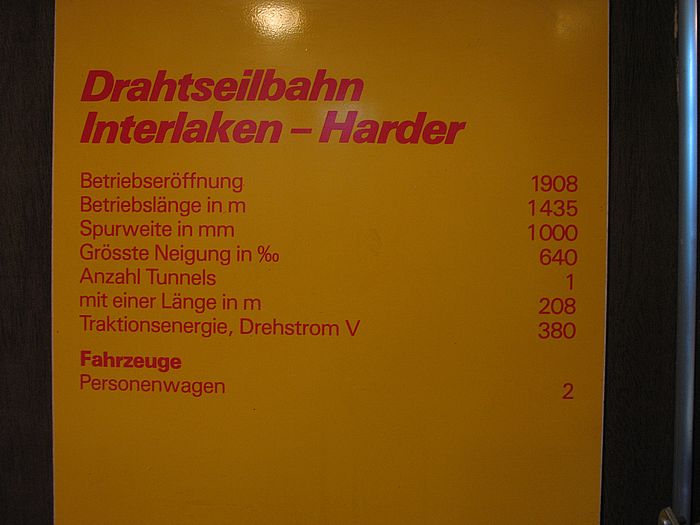 Drahtseilbahn
Interlaken – Harder
Betriebseröffnung 1908
Betriebslänge in m 1435
Spurweite in mm 1000
Grösste Neigung in ‰ 640
Anzahl Tunnels 1
mit einer Länge in m 208
Traktionsenergie, Drehstrom V 380
Fahrzeuge
Personenwagen 2